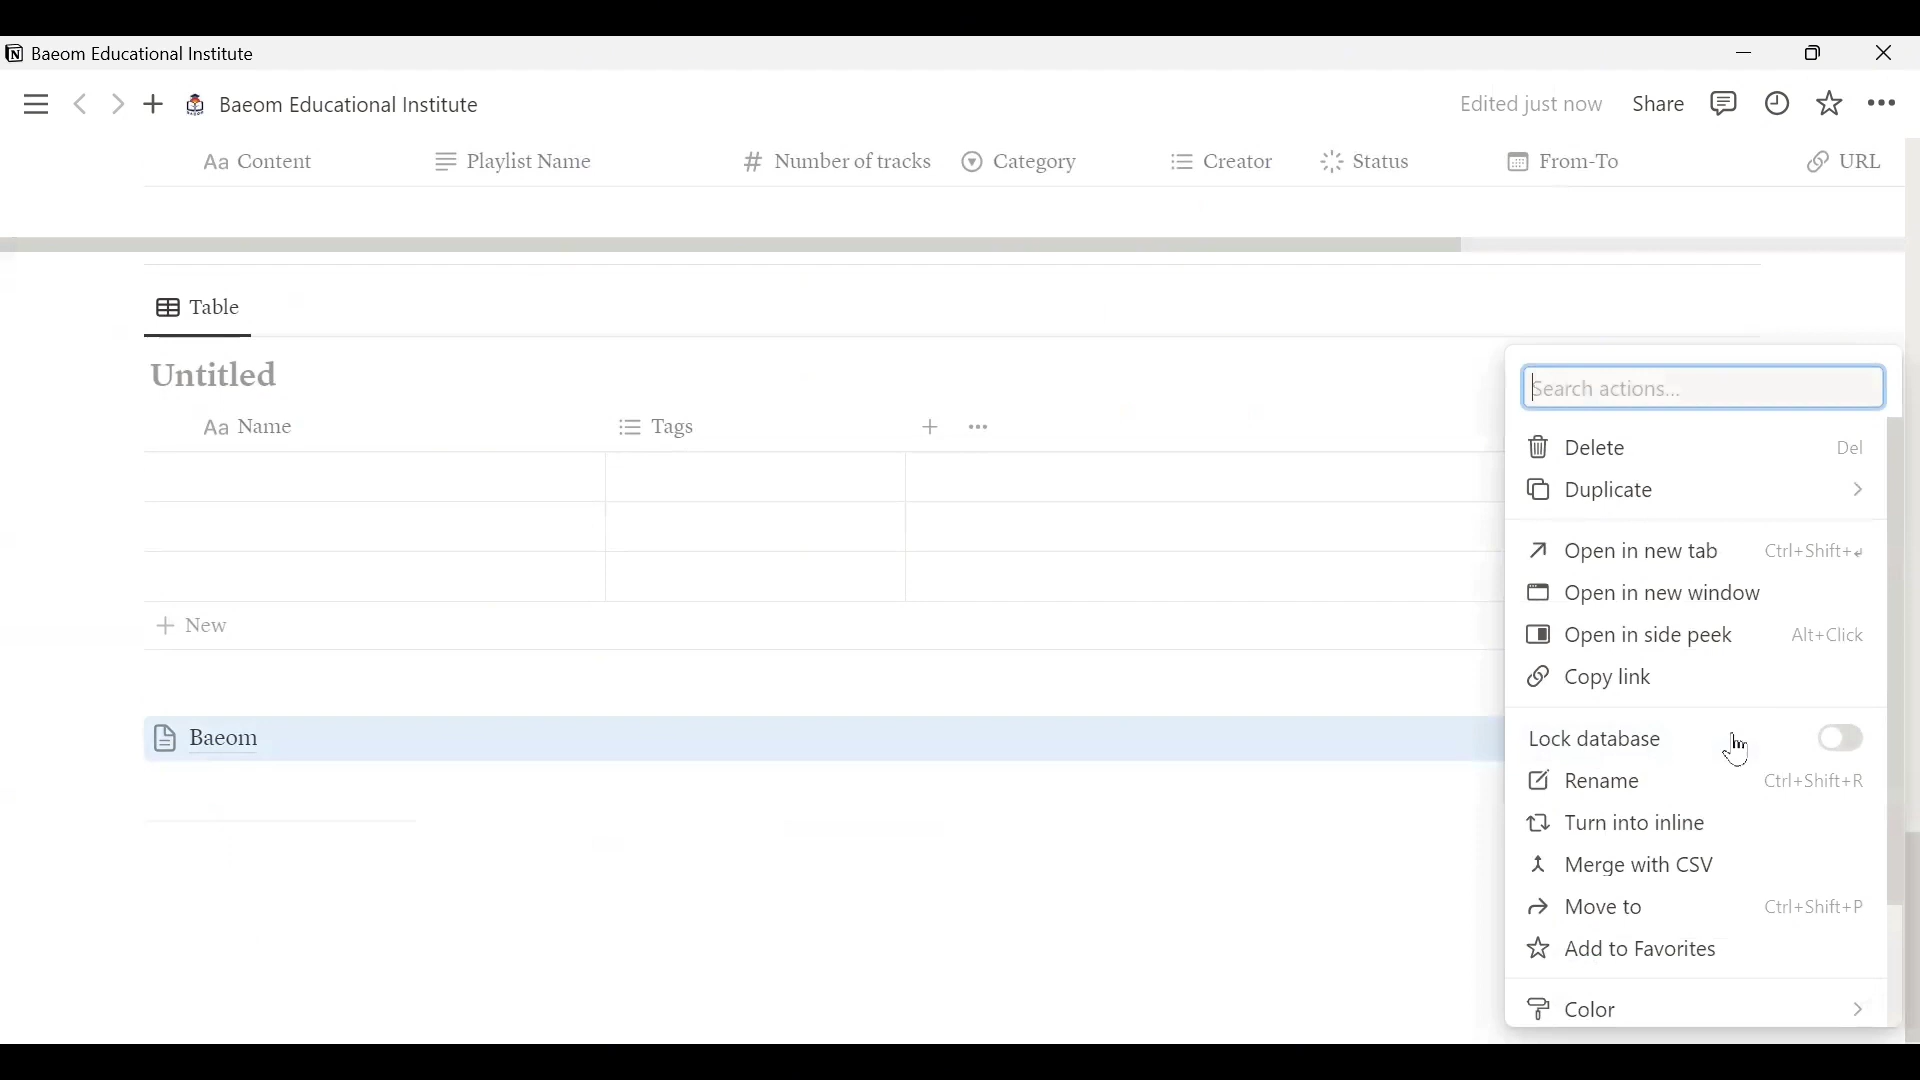 Baeom Educational Institute
Baeom Educational Institute
Edited just now
Share
Aa Content
Playlist Name
# Number of tracks
Category
Creator
Status
From-To
URL
Table
Untitled
Aa Name
Tags
+ New
Baeom
Search actions...
Delete Del
Duplicate
Open in new tab Ctrl+Shift+↲
Open in new window
Open in side peek Alt+Click
Copy link
Lock database
Rename Ctrl+Shift+R
Turn into inline
Merge with CSV
Move to Ctrl+Shift+P
Add to Favorites
Color